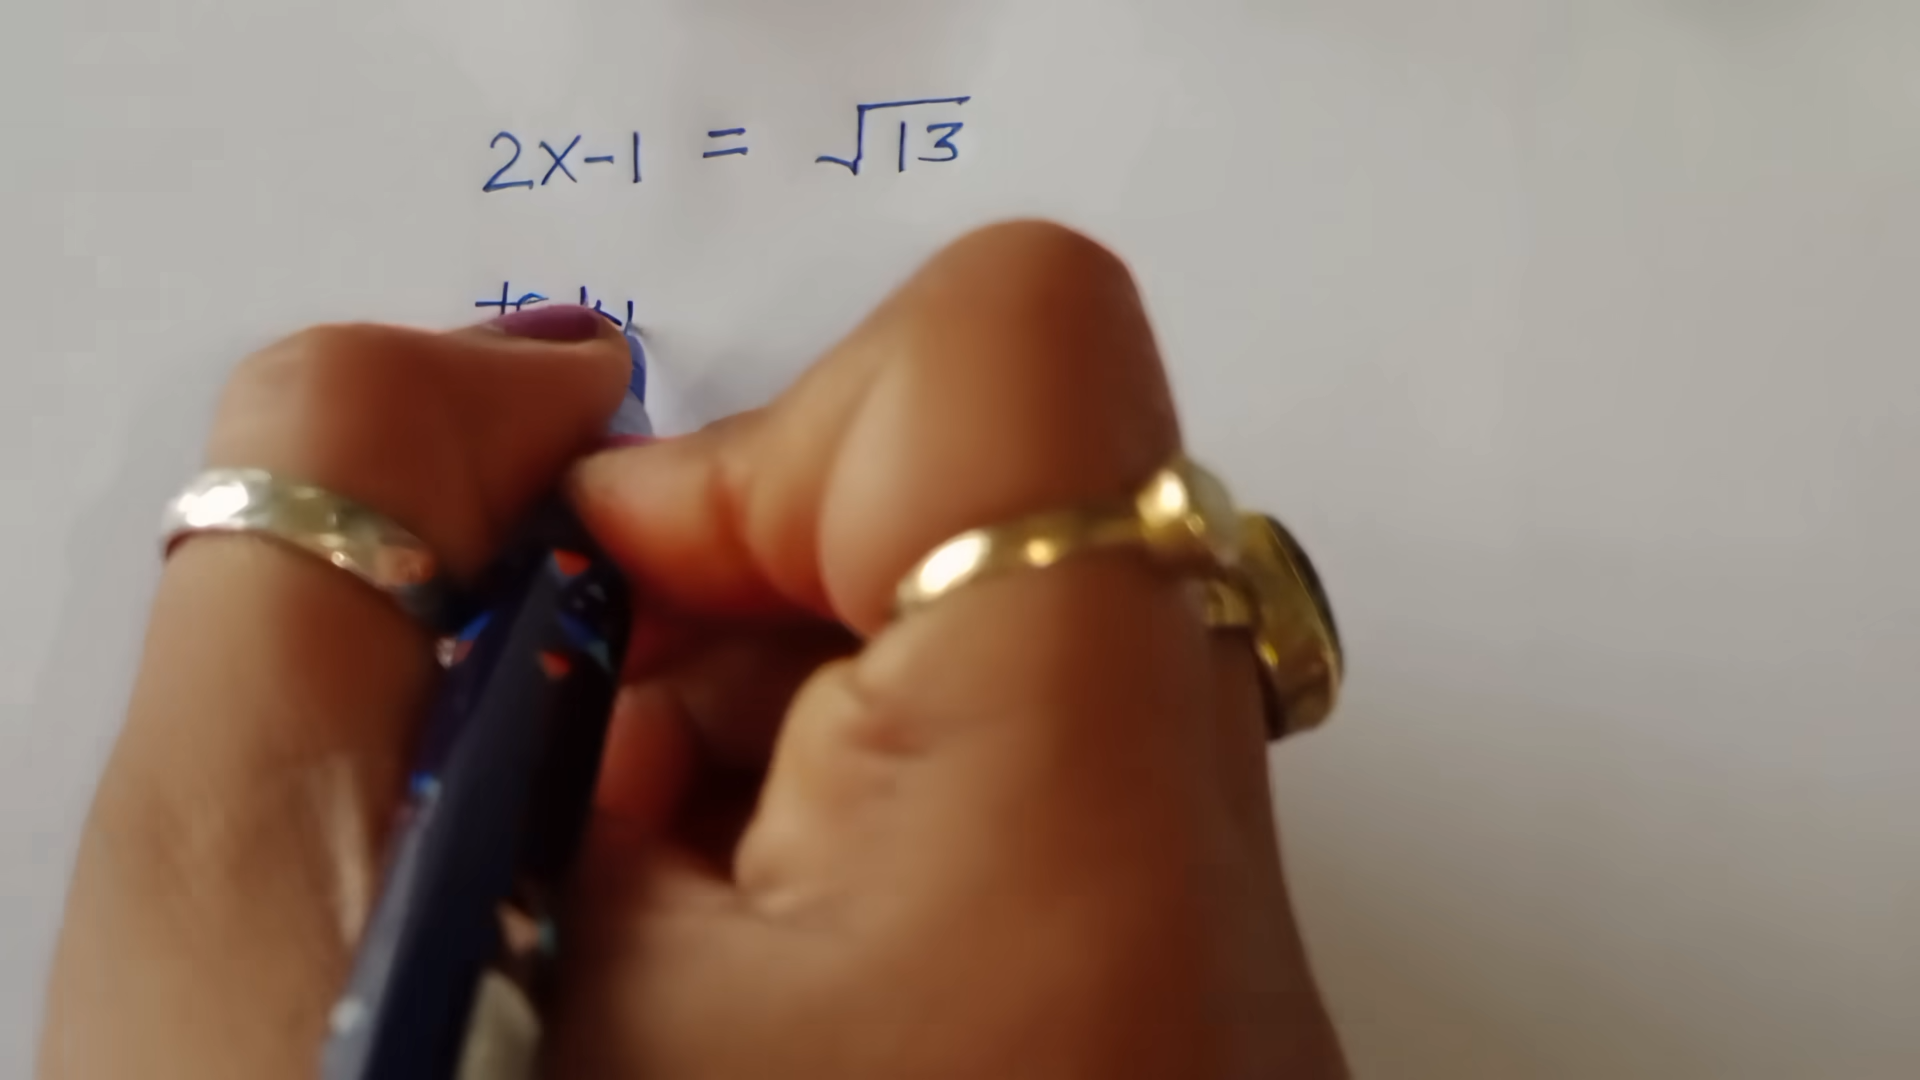 2x-1 = √13